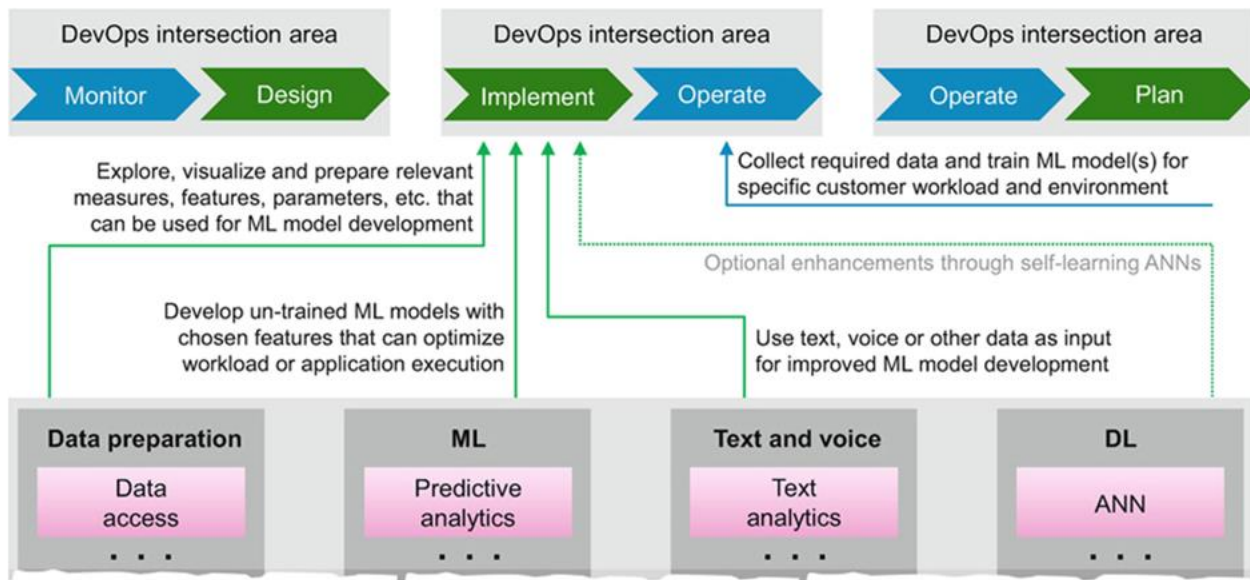 DevOps intersection area
Monitor
Design
DevOps intersection area
Implement
Operate
DevOps intersection area
Operate
Plan
Explore, visualize and prepare relevant
measures, features, parameters, etc. that
can be used for ML model development
Collect required data and train ML model(s) for
specific customer workload and environment
Optional enhancements through self-learning ANNs
Develop un-trained ML models with
chosen features that can optimize
workload or application execution
Use text, voice or other data as input
for improved ML model development
Data preparation
Data
access
. . .
ML
Predictive
analytics
. . .
Text and voice
Text
analytics
. . .
DL
ANN
. . .